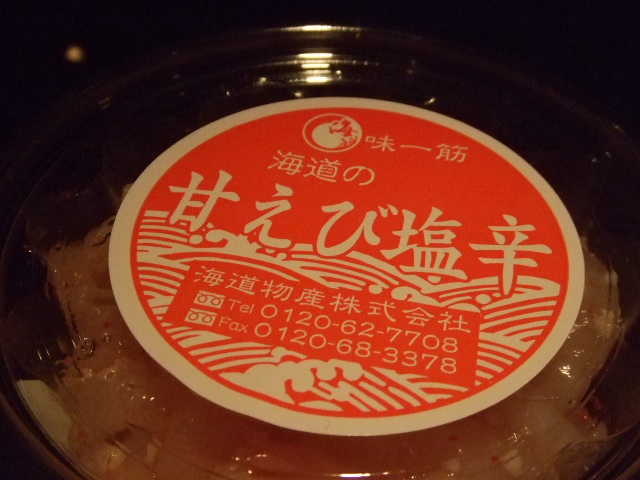 味一筋
海道の
甘えび塩辛
海道物産株式会社
Tel 0120-62-7708
Fax 0120-68-3378